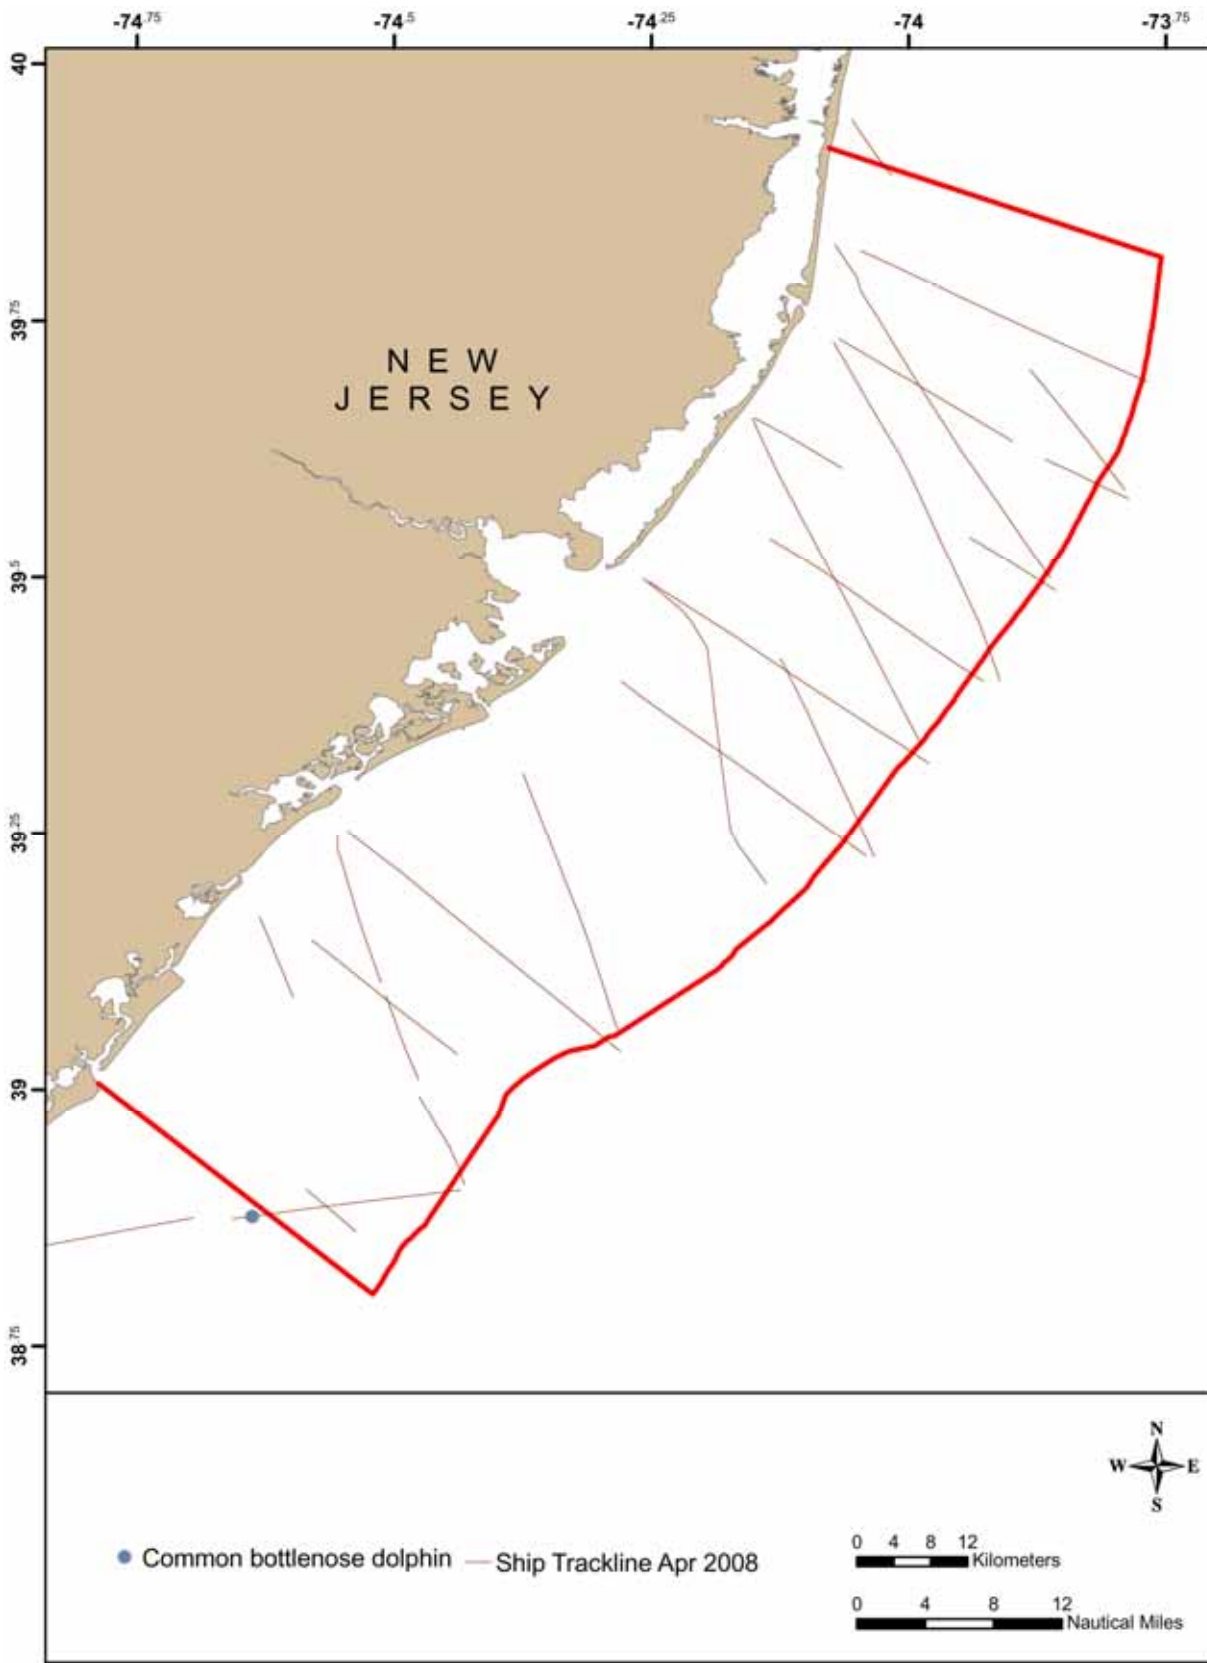 -74.75 -74.5 -74.25 -74 -73.75
40
39.75
39.5
39.25
39
38.75
NEW
JERSEY
N
W E
S
Common bottlenose dolphin Ship Trackline Apr 2008
0 4 8 12
Kilometers
0 4 8 12
Nautical Miles